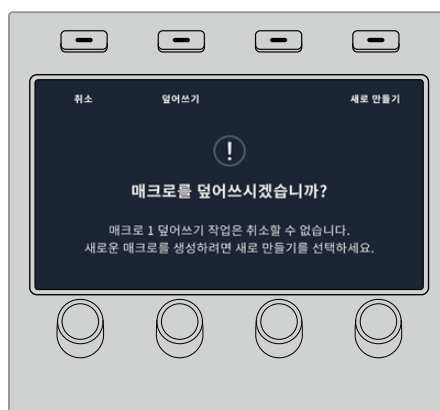 취소 덮어쓰기 새로 만들기
!
매크로를 덮어쓰시겠습니까?
매크로 1 덮어쓰기 작업은 취소할 수 없습니다.
새로운 매크로를 생성하려면 새로 만들기를 선택하세요.